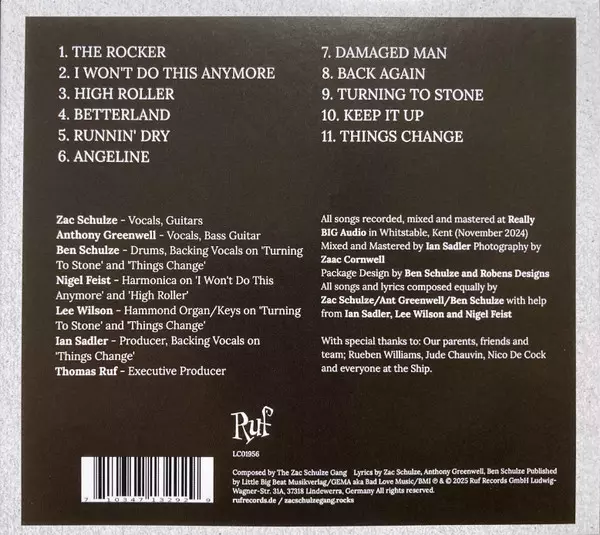 1. THE ROCKER
2. I WON'T DO THIS ANYMORE
3. HIGH ROLLER
4. BETTERLAND
5. RUNNIN' DRY
6. ANGELINE
7. DAMAGED MAN
8. BACK AGAIN
9. TURNING TO STONE
10. KEEP IT UP
11. THINGS CHANGE
Zac Schulze - Vocals, Guitars
Anthony Greenwell - Vocals, Bass Guitar
Ben Schulze - Drums, Backing Vocals on 'Turning
To Stone' and 'Things Change'
Nigel Feist - Harmonica on 'I Won't Do This
Anymore' and 'High Roller'
Lee Wilson - Hammond Organ/Keys on 'Turning
To Stone' and 'Things Change'
Ian Sadler - Producer, Backing Vocals on
'Things Change'
Thomas Ruf - Executive Producer
All songs recorded, mixed and mastered at Really
BIG Audio in Whitstable, Kent (November 2024)
Mixed and Mastered by Ian Sadler Photography by
Zaac Cornwell
Package Design by Ben Schulze and Robens Designs
All songs and lyrics composed equally by
Zac Schulze/Ant Greenwell/Ben Schulze with help
from Ian Sadler, Lee Wilson and Nigel Feist
With special thanks to: Our parents, friends and
team; Rueben Williams, Jude Chauvin, Nico De Cock
and everyone at the Ship.
Ruf
LC01956
7 10347 13292 9
Composed by The Zac Schulze Gang Lyrics by Zac Schulze, Anthony Greenwell, Ben Schulze Published
by Little Big Beat Musikverlag/GEMA aka Bad Love Music/BMI ℗ & © 2025 Ruf Records GmbH Ludwig-
Wagner-Str. 31A, 37318 Lindewerra, Germany All rights reserved.
rufrecords.de / zacschulzegang.rocks